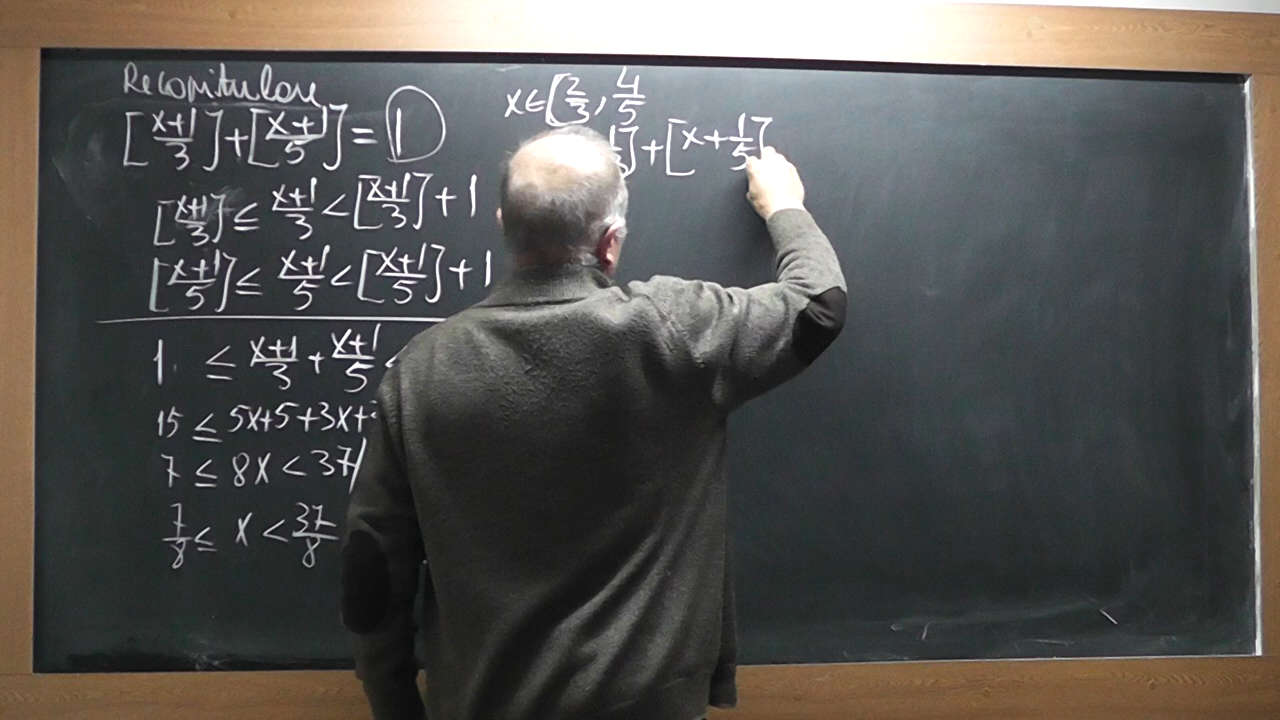 Recapitulare
[x+1/3]+[x+1/5]=1
[x+1/3]≤ x+1/3 <[x+1/3]+1
[x+1/5]≤ x+1/5 <[x+1/5]+1
1 ≤ x+1/3 + x+1/5 <
15 ≤ 5x+5+3x+
7 ≤ 8x < 37
7/8 ≤ x < 37/8
x∈[2/3, 4/5
]+[x+1/5]